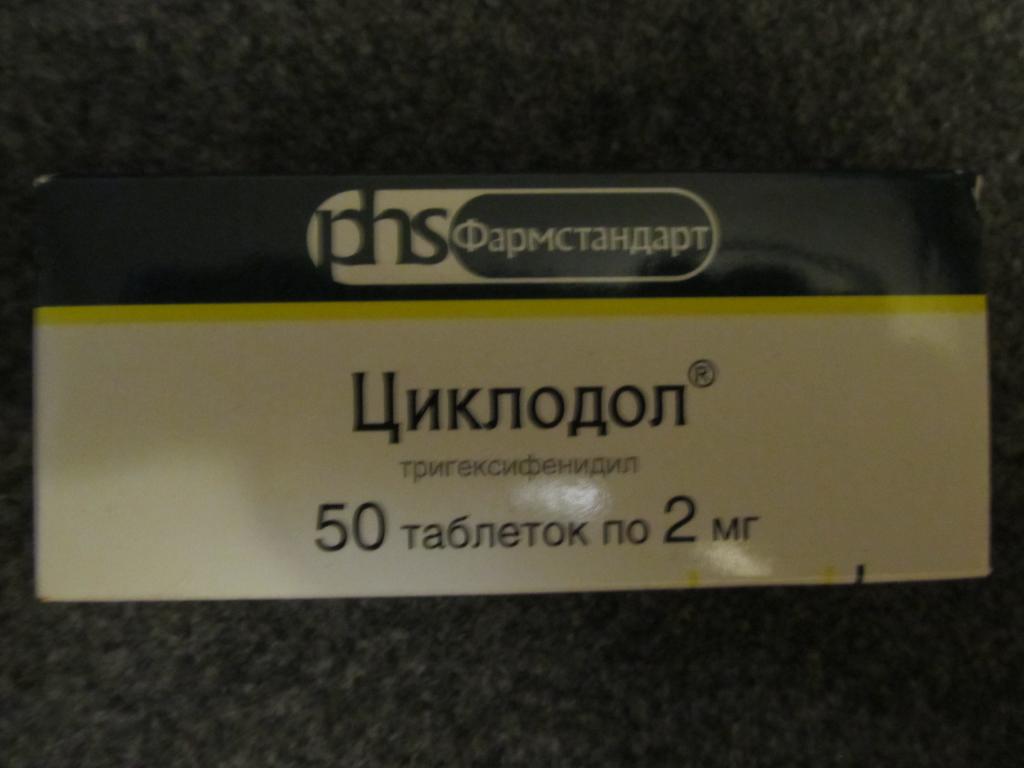 phs Фармстандарт
Циклодол®
тригексифенидил
50 таблеток по 2 мг